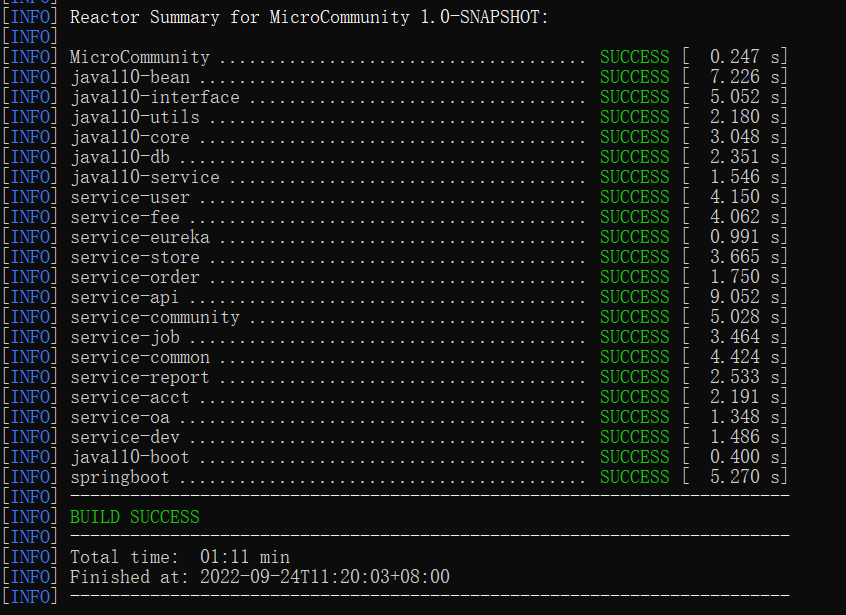 [INFO] Reactor Summary for MicroCommunity 1.0-SNAPSHOT:
[INFO]
[INFO] MicroCommunity ..................................... SUCCESS [  0.247 s]
[INFO] java110-bean ....................................... SUCCESS [  7.226 s]
[INFO] java110-interface .................................. SUCCESS [  5.052 s]
[INFO] java110-utils ...................................... SUCCESS [  2.180 s]
[INFO] java110-core ....................................... SUCCESS [  3.048 s]
[INFO] java110-db ......................................... SUCCESS [  2.351 s]
[INFO] java110-service .................................... SUCCESS [  1.546 s]
[INFO] service-user ....................................... SUCCESS [  4.150 s]
[INFO] service-fee ........................................ SUCCESS [  4.062 s]
[INFO] service-eureka ..................................... SUCCESS [  0.991 s]
[INFO] service-store ...................................... SUCCESS [  3.665 s]
[INFO] service-order ...................................... SUCCESS [  1.750 s]
[INFO] service-api ........................................ SUCCESS [  9.052 s]
[INFO] service-community .................................. SUCCESS [  5.028 s]
[INFO] service-job ........................................ SUCCESS [  3.464 s]
[INFO] service-common ..................................... SUCCESS [  4.424 s]
[INFO] service-report ..................................... SUCCESS [  2.533 s]
[INFO] service-acct ....................................... SUCCESS [  2.191 s]
[INFO] service-oa ......................................... SUCCESS [  1.348 s]
[INFO] service-dev ........................................ SUCCESS [  1.486 s]
[INFO] java110-boot ....................................... SUCCESS [  0.400 s]
[INFO] springboot ......................................... SUCCESS [  5.270 s]
[INFO] ------------------------------------------------------------------------
[INFO] BUILD SUCCESS
[INFO] ------------------------------------------------------------------------
[INFO] Total time:  01:11 min
[INFO] Finished at: 2022-09-24T11:20:03+08:00
[INFO] ------------------------------------------------------------------------